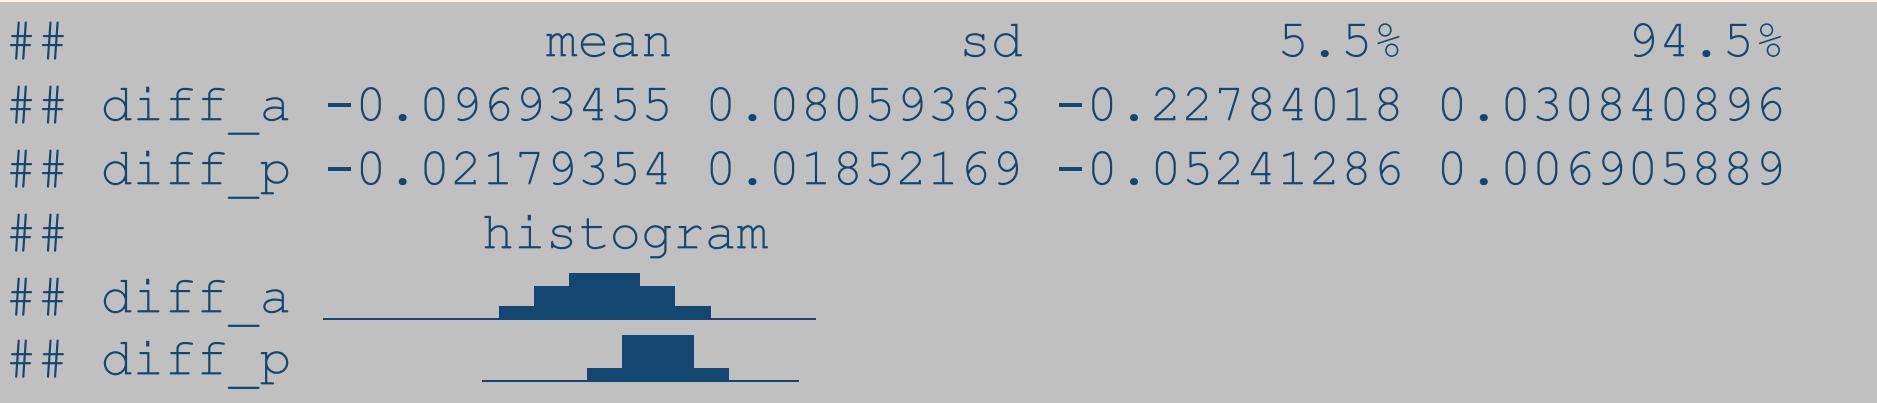 ## mean sd 5.5% 94.5%
## diff_a -0.09693455 0.08059363 -0.22784018 0.030840896
## diff_p -0.02179354 0.01852169 -0.05241286 0.006905889
## histogram
## diff_a
## diff_p